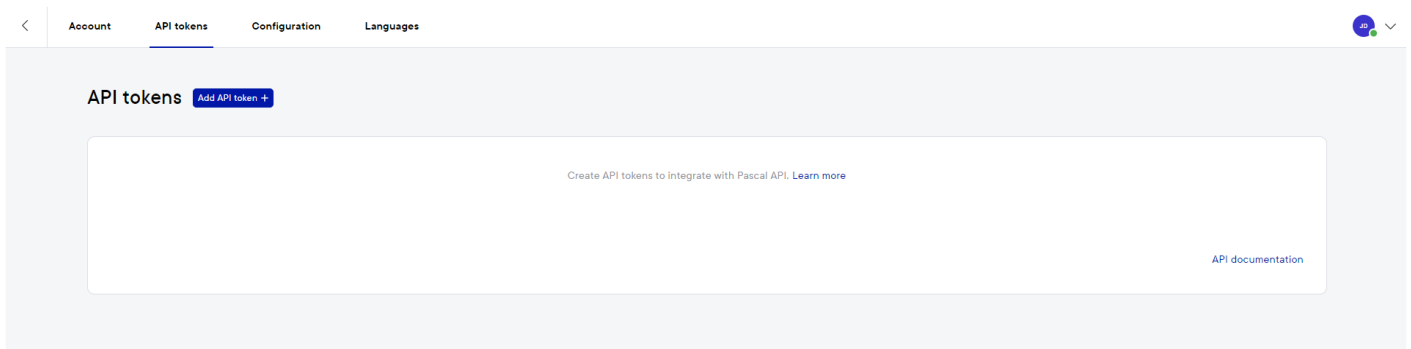 Account API tokens Configuration Languages JD
API tokens Add API token +
Create API tokens to integrate with Pascal API. Learn more
API documentation